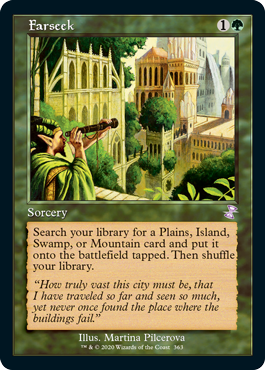 Farseek 1
Sorcery
Search your library for a Plains, Island,
Swamp, or Mountain card and put it
onto the battlefield tapped. Then shuffle
your library.
“How truly vast this city must be, that
I have traveled so far and seen so much,
yet never once found the place where the
buildings fail.”
Illus. Martina Pilcerova
™ & © 2020 Wizards of the Coast 363